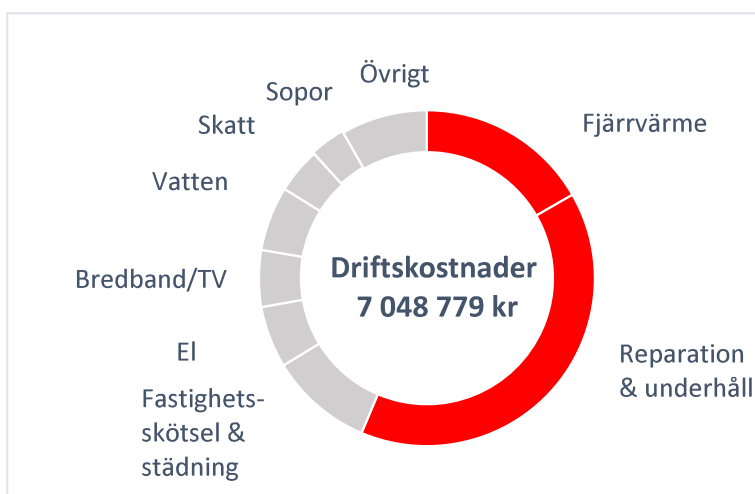 Övrigt
Sopor
Skatt
Vatten
Bredband/TV
El
Fastighets-
skötsel &
städning
Fjärrvärme
Reparation
& underhåll
Driftskostnader
7 048 779 kr